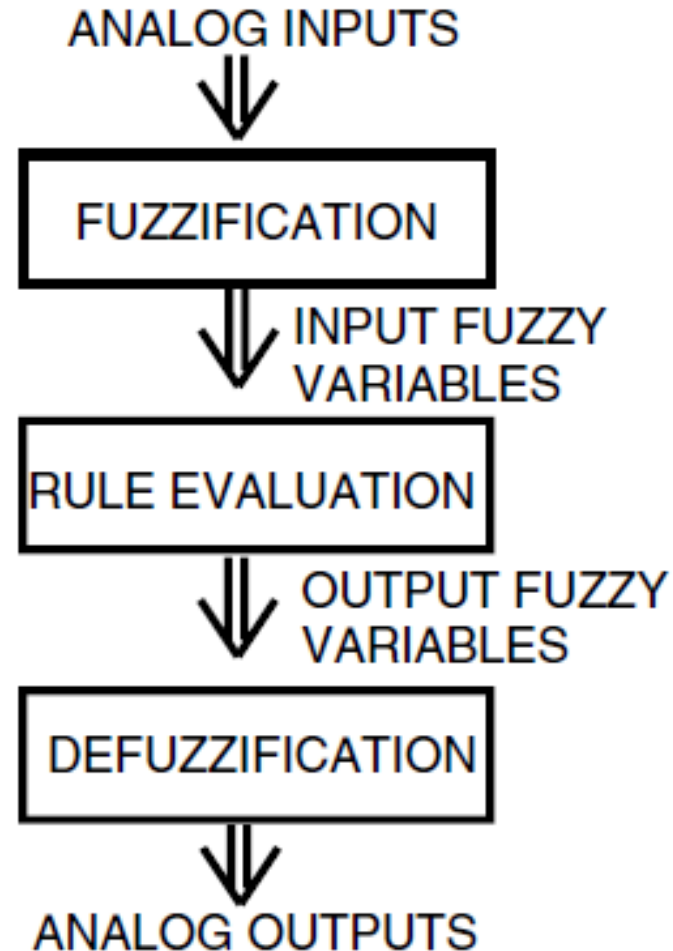 ANALOG INPUTS
FUZZIFICATION
INPUT FUZZY
VARIABLES
RULE EVALUATION
OUTPUT FUZZY
VARIABLES
DEFUZZIFICATION
ANALOG OUTPUTS